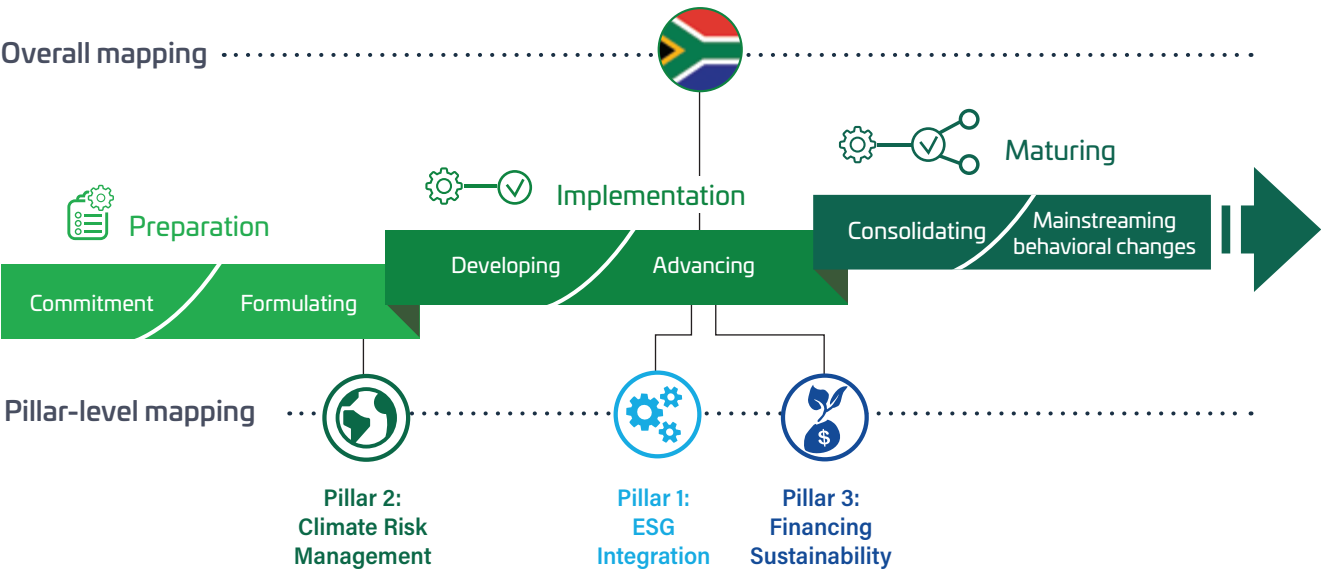 Overall mapping
Maturing
Implementation
Preparation
Consolidating
Mainstreaming
behavioral changes
Developing
Advancing
Commitment
Formulating
Pillar-level mapping
$
Pillar 2:
Climate Risk
Management
Pillar 1:
ESG
Integration
Pillar 3:
Financing
Sustainability